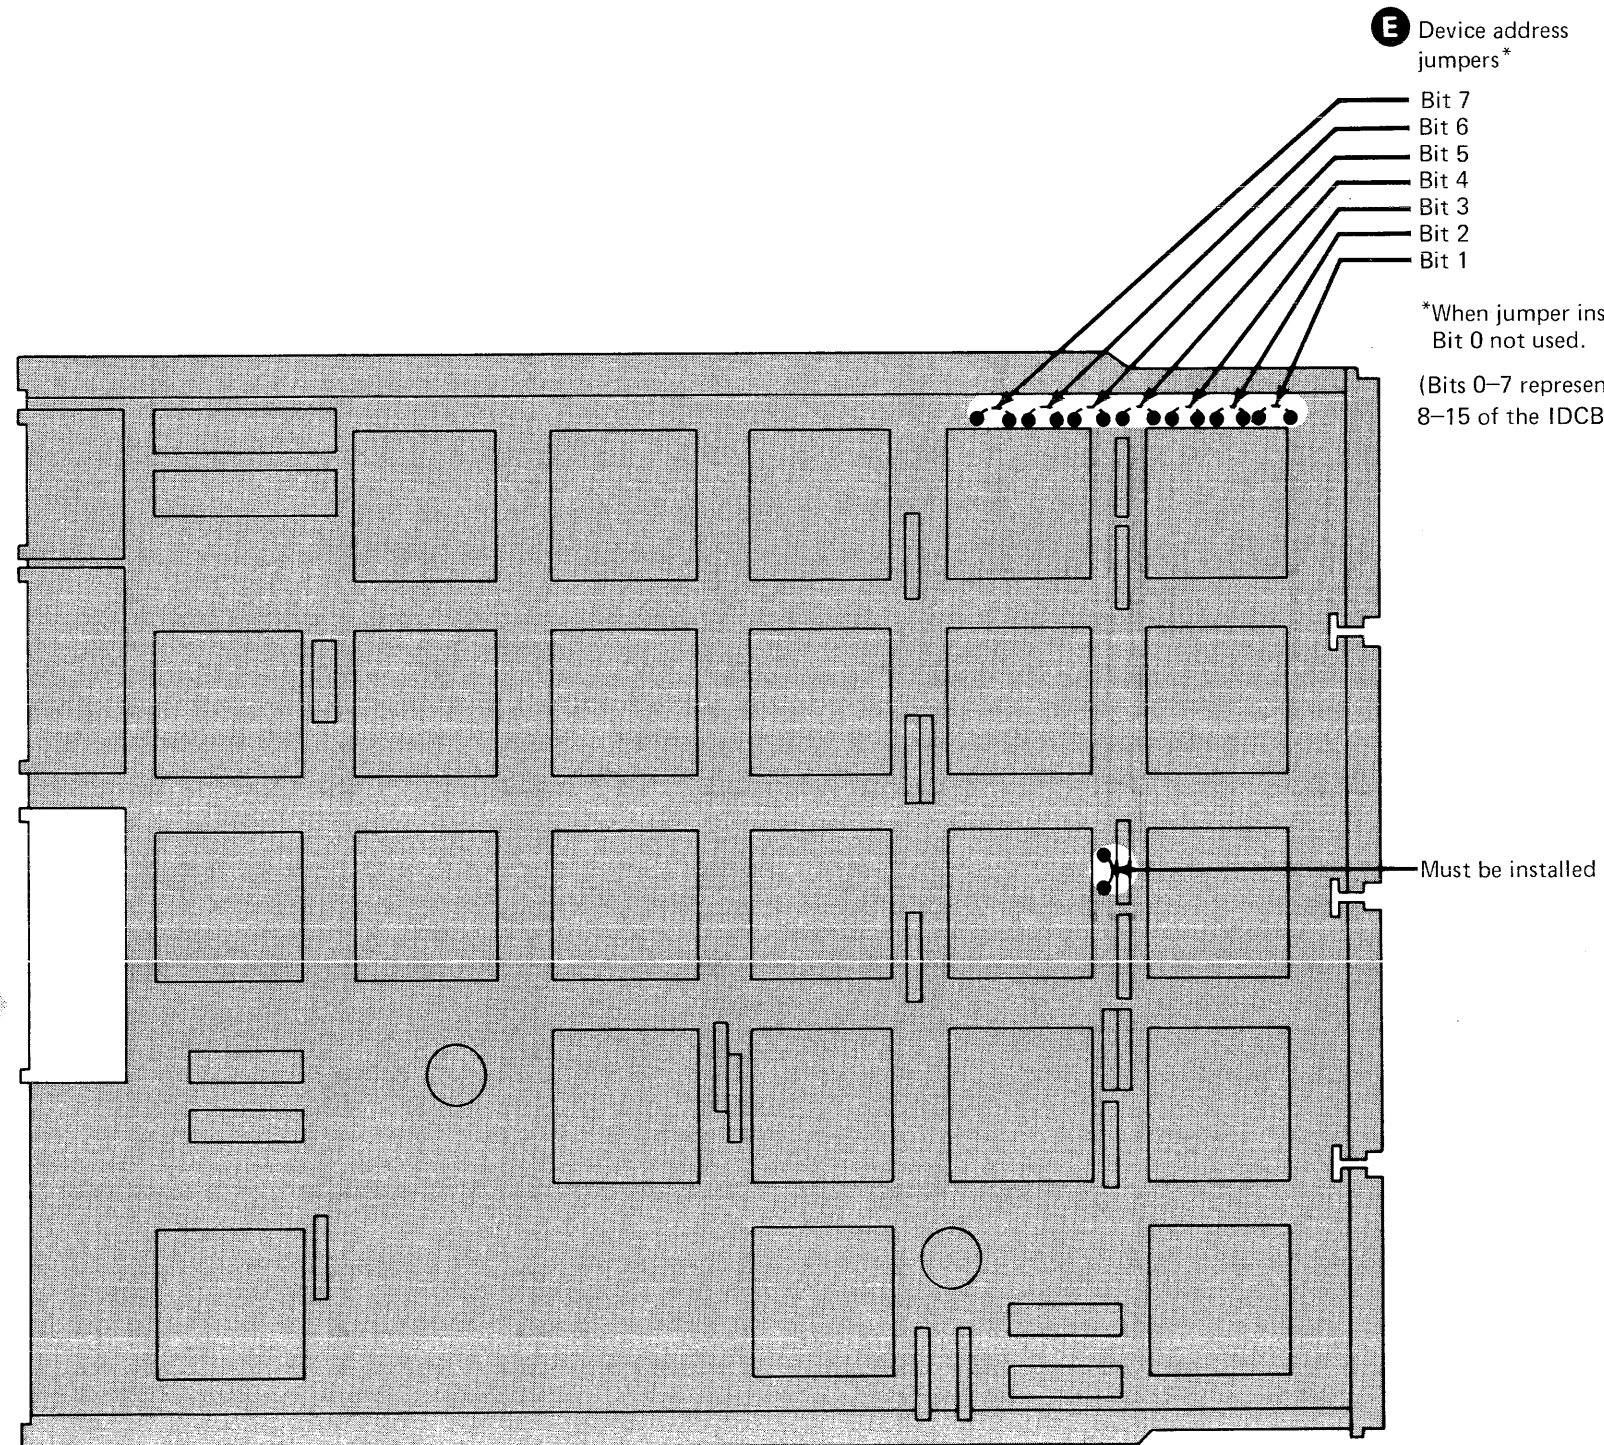 E Device address
jumpers*
Bit 7
Bit 6
Bit 5
Bit 4
Bit 3
Bit 2
Bit 1
*When jumper ins
Bit 0 not used.
(Bits 0–7 represen
8–15 of the IDCB
Must be installed